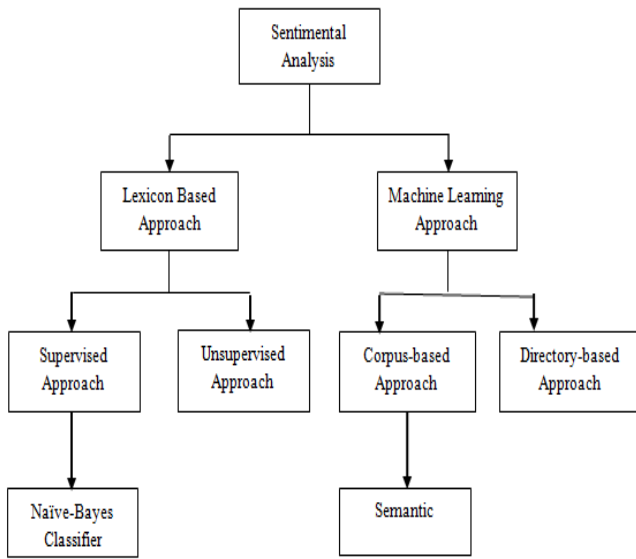 Sentimental
Analysis
Lexicon Based
Approach
Machine Learning
Approach
Supervised
Approach
Unsupervised
Approach
Corpus-based
Approach
Directory-based
Approach
Naïve-Bayes
Classifier
Semantic